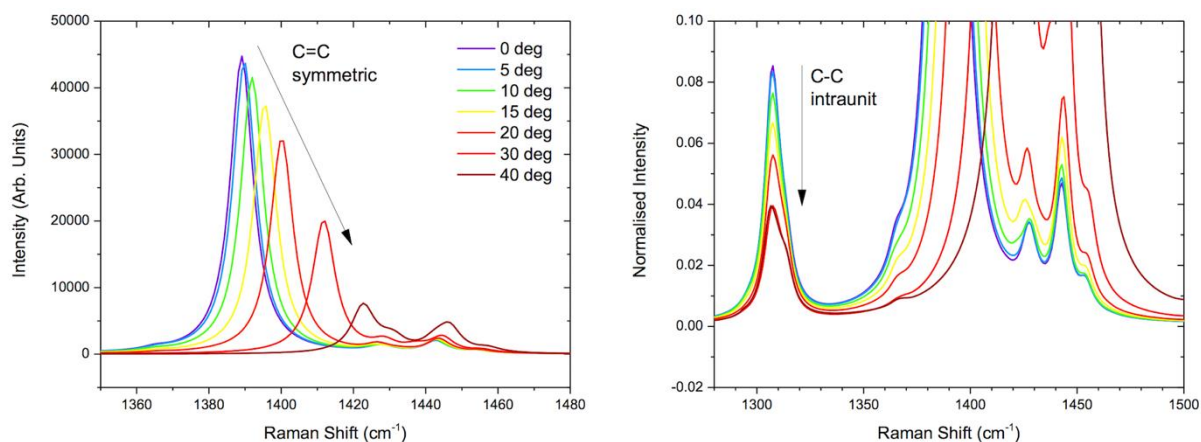 50000
40000
30000
20000
10000
0
Intensity (Arb. Units)
C=C
symmetric
0 deg
5 deg
10 deg
15 deg
20 deg
30 deg
40 deg
1360 1380 1400 1420 1440 1460 1480
Raman Shift (cm⁻¹)
0.10
0.08
0.06
0.04
0.02
0.00
-0.02
Normalised Intensity
C-C
intraunit
1300 1350 1400 1450 1500
Raman Shift (cm⁻¹)